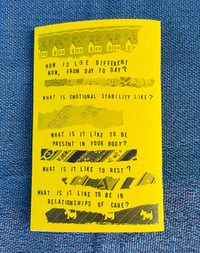 HOW IS LIFE DIFFERENT
NOW, FROM DAY TO DAY?
WHAT IS EMOTIONAL STABILITY LIKE?
WHAT IS IT LIKE TO BE
PRESENT IN YOUR BODY?
WHAT IS IT LIKE TO REST?
WHAT IS IT LIKE TO BE IN
RELATIONSHIPS OF CARE?